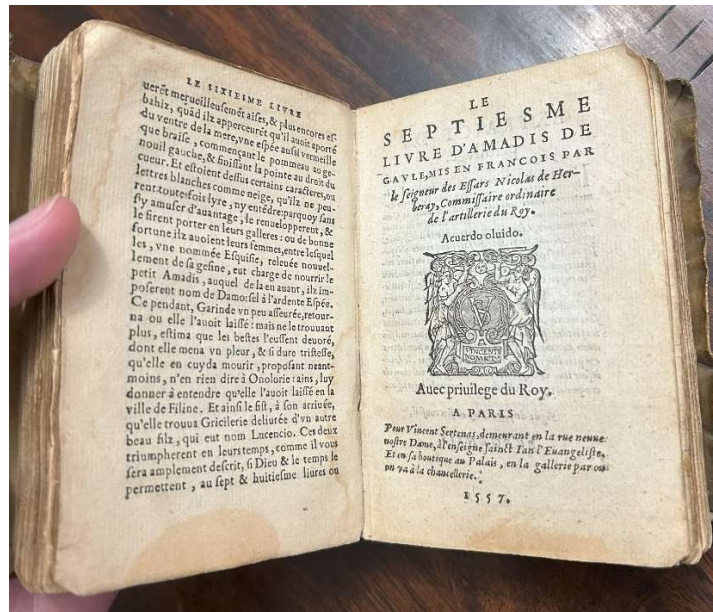 LE SIXIESME LIVRE
uerēt merueilleusemēt aises, & plus encores es-
bahiz, quād ilz apperceurēt qu'il auoit aporté
du ventre de la mere, vne espée aussi vermeille
que braise, commençant le pommeau au ge-
nouil gauche, & finissant la pointe au droit du
cueur. Et estoient dessus certains caracteres, ou
lettres blanches comme neige, qu'ilz ne peu-
rent toutesfois lyre, ny entēdre: parquoy sans
s'y amuser d'auantage, le renuelopperent, &
le firent porter en leurs galleres: ou de bonne
fortune ilz auoient leurs femmes, entre lesquel
les, vne nommée Esquise, releuée nouuel-
lement de sa gesine, eut charge de nourrir le
petit Amadis, auquel de la en auant, ilz im-
poserent nom de Damoysel à l'ardente Espée.
Ce pendant, Garinde vn peu asseurée, retour-
na ou elle l'auoit laissé: mais ne le trouuant
plus, estima que les bestes l'eussent deuoré,
dont elle mena vn pleur, & si dure tristesse,
qu'elle en cuyda mourir, proposant neant-
moins, n'en rien dire à Onolorie: ains, luy
donner à entendre qu'elle l'auoit laissé en la
ville de Filine. Et ainsi le fist, à son arriuée,
qu'elle trouua Gricilerie deliurée d'vn autre
beau filz, qui eut nom Lucencio. Ces deux
triumpherent en leurs temps, comme il vous
sera amplement descrit, si Dieu & le temps le
permettent, au sept & huitiesme liures ou
LE
SEPTIESME
LIVRE D'AMADIS DE
GAVLE, MIS EN FRANCOIS PAR
le seigneur des Essars Nicolas de Her-
beray, Commissaire ordinaire
de l'artillerie du Roy.
Acuerdo oluido.
VINCENTI
Auec priuilege du Roy.
A PARIS
Pour Vincent Sertenas, demeurant en la rue neuue
nostre Dame, à l'enseigne sainct Ian l'Euangeliste,
Et en sa boutique au Palais, en la gallerie par ou
on va à la chancellerie.
1557.